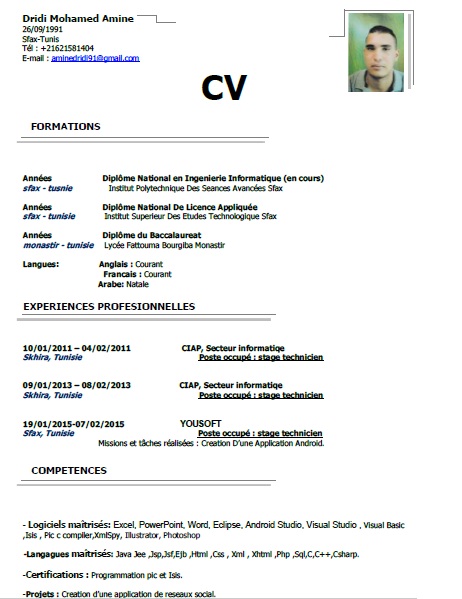 Dridi Mohamed Amine
26/09/1991
Sfax-Tunis
Tél : +21621581404
E-mail : aminedridi91@gmail.com
CV
FORMATIONS
Années Diplôme National en Ingenierie Informatique (en cours)
sfax - tusnie Institut Polytechnique Des Seances Avancées Sfax
Années Diplôme National De Licence Appliquée
sfax - tunisie Institut Superieur Des Etudes Technologique Sfax
Années Diplôme du Baccalaureat
monastir - tunisie Lycée Fattouma Bourgiba Monastir
Langues: Anglais : Courant
Francais : Courant
Arabe: Natale
EXPERIENCES PROFESIONNELLES
10/01/2011 – 04/02/2011 CIAP, Secteur informatiqe
Skhira, Tunisie Poste occupé : stage technicien
09/01/2013 – 08/02/2013 CIAP, Secteur informatiqe
Skhira, Tunisie Poste occupé : stage technicien
19/01/2015-07/02/2015 YOUSOFT
Sfax, Tunisie Poste occupé : stage technicien
Missions et tâches réalisées : Creation D'une Application Android.
COMPETENCES
- Logiciels maîtrisés: Excel, PowerPoint, Word, Eclipse, Android Studio, Visual Studio , Visual Basic
,Isis , Pic c compiler,XmlSpy, Illustrator, Photoshop
-Langagues maîtrisés: Java Jee ,Jsp,Jsf,Ejb ,Html ,Css , Xml , Xhtml ,Php ,Sql,C,C++,Csharp.
-Certifications : Programmation pic et Isis.
-Projets : Creation d'une application de reseaux social.